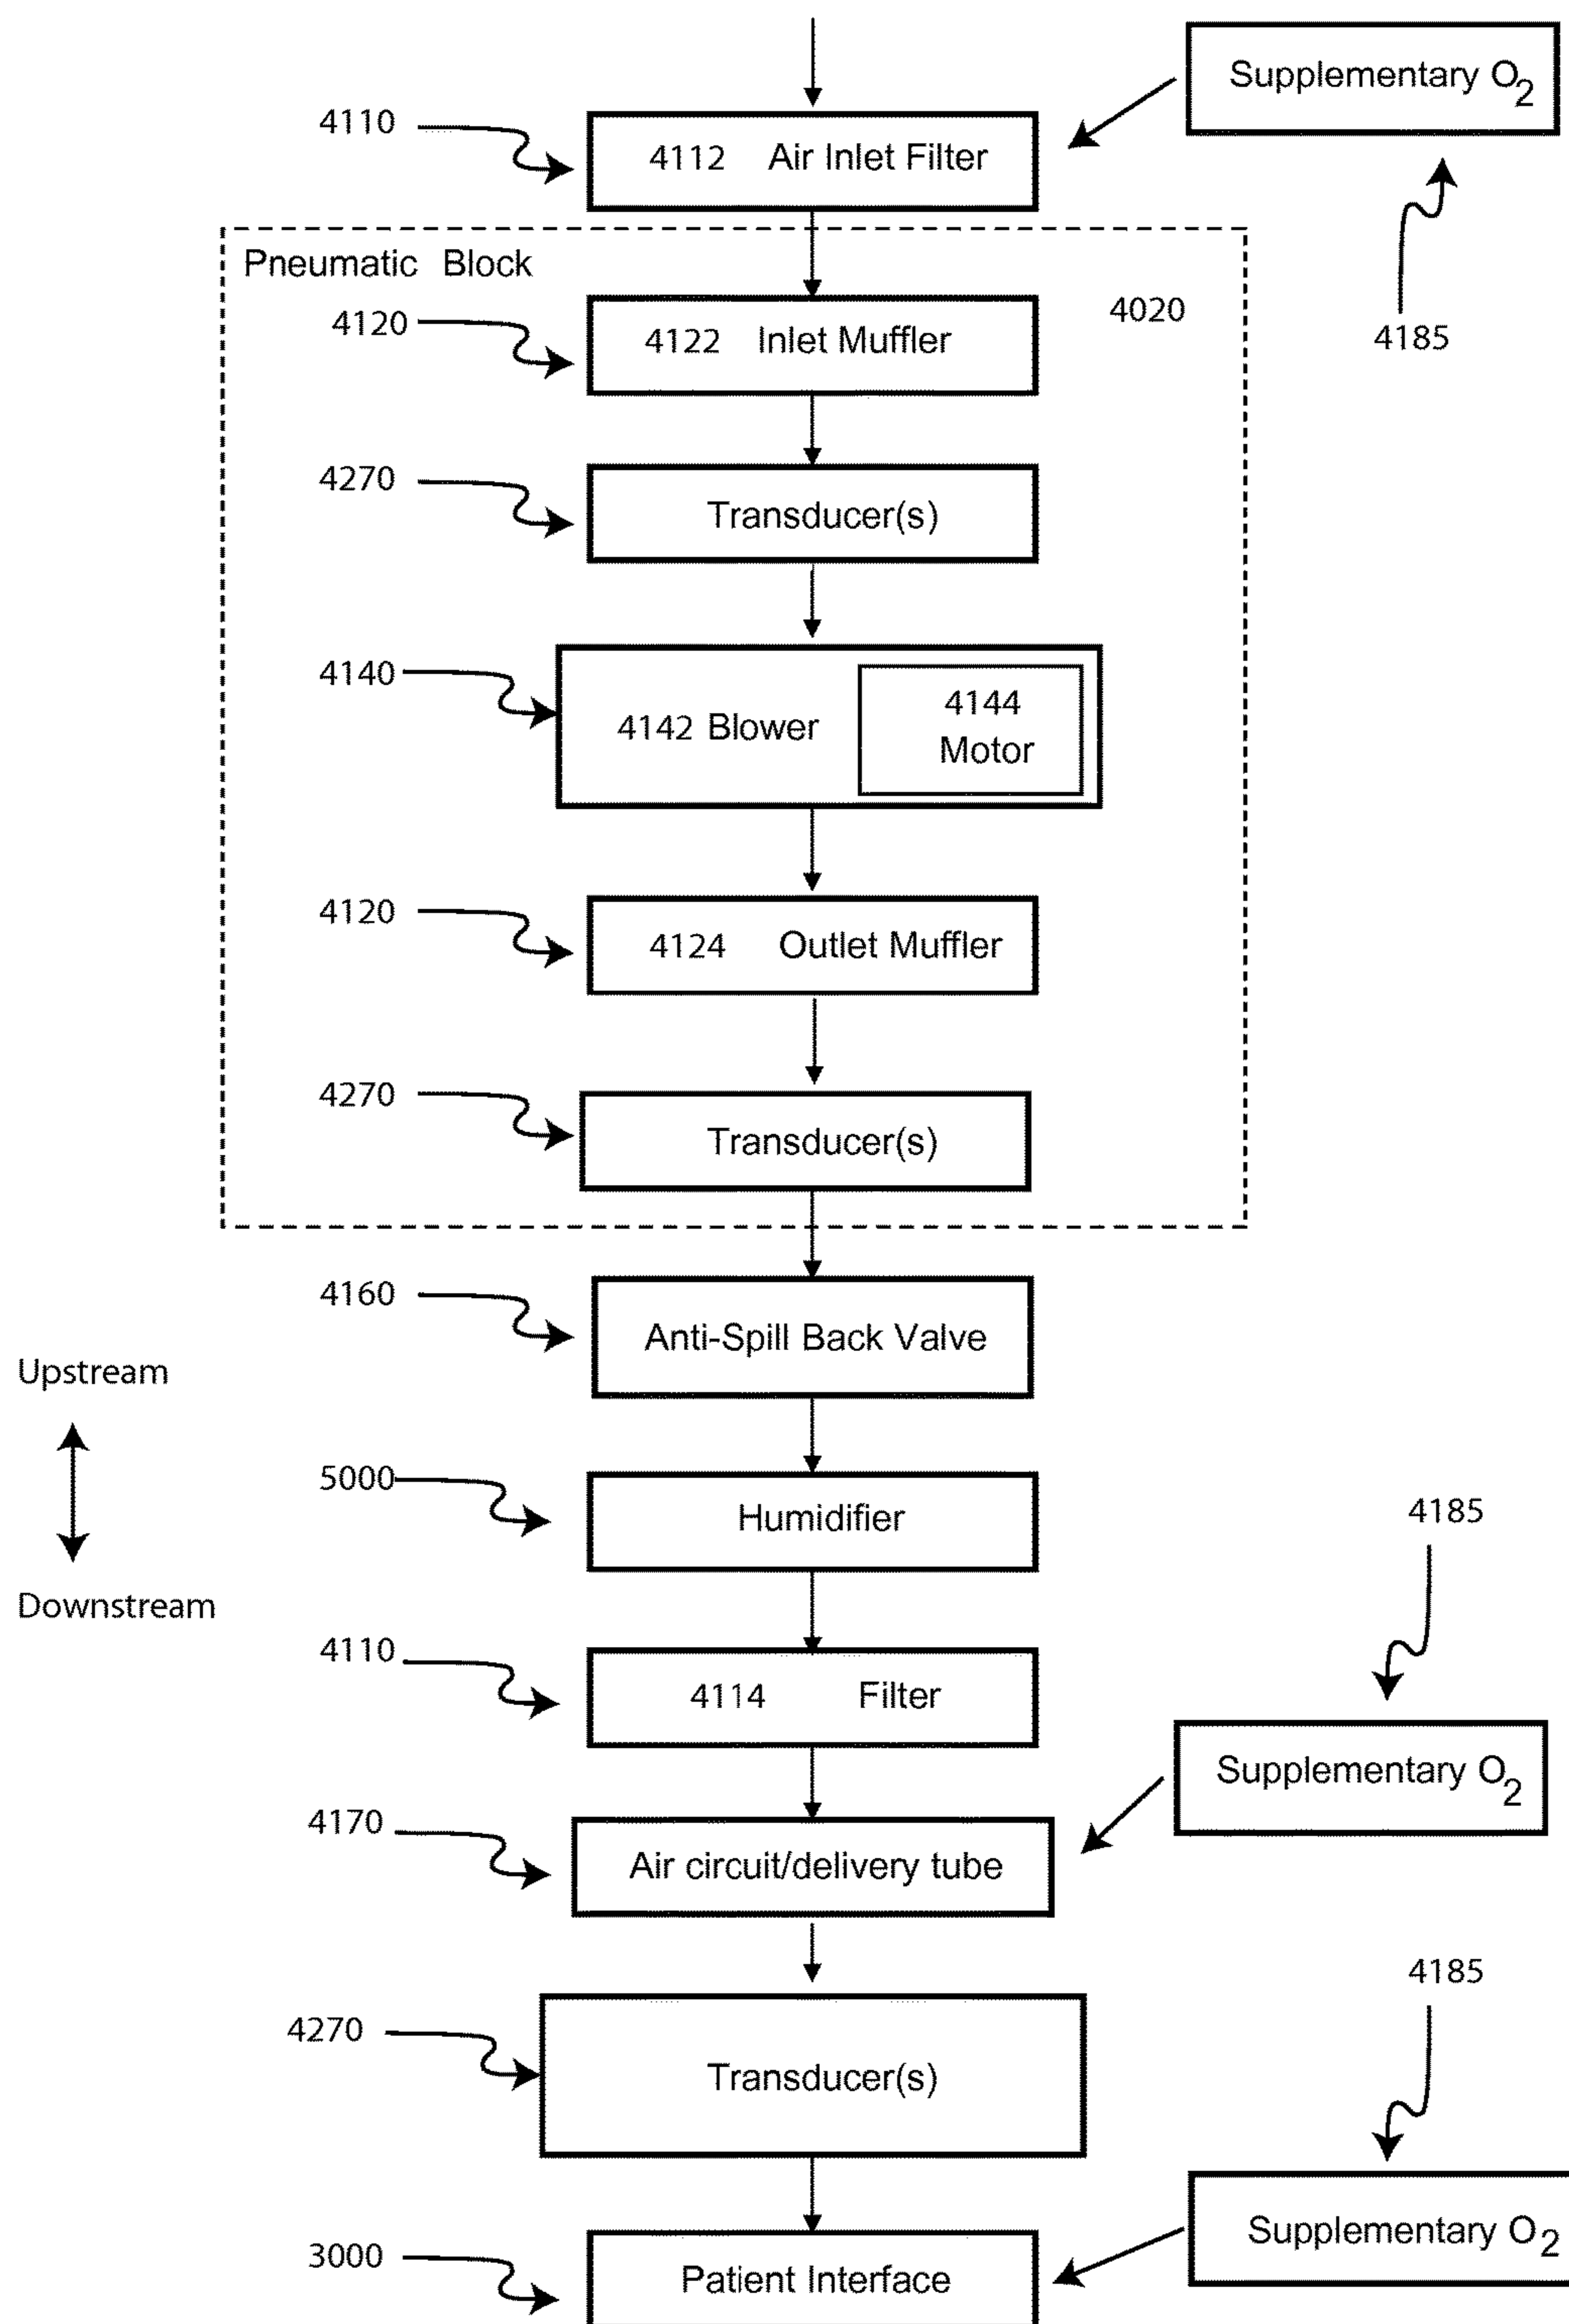 Supplementary O2
4110
4112 Air Inlet Filter
Pneumatic Block
4020
4185
4120
4122 Inlet Muffler
4270
Transducer(s)
4140
4142 Blower
4144
Motor
4120
4124 Outlet Muffler
4270
Transducer(s)
4160
Anti-Spill Back Valve
Upstream
5000
Humidifier
4185
Downstream
4110
4114 Filter
Supplementary O2
4170
Air circuit/delivery tube
4185
4270
Transducer(s)
Supplementary O2
3000
Patient Interface